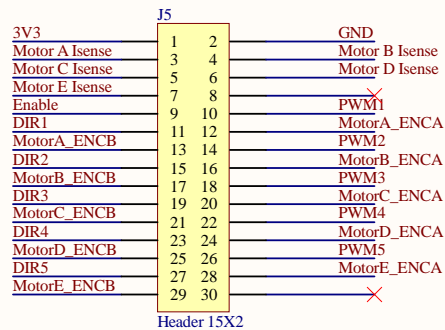 J5
3V3 1 2 GND
Motor A Isense 3 4 Motor B Isense
Motor C Isense 5 6 Motor D Isense
Motor E Isense 7 8
Enable 9 10 PWM1
DIR1 11 12 MotorA_ENCA
MotorA_ENCB 13 14 PWM2
DIR2 15 16 MotorB_ENCA
MotorB_ENCB 17 18 PWM3
DIR3 19 20 MotorC_ENCA
MotorC_ENCB 21 22 PWM4
DIR4 23 24 MotorD_ENCA
MotorD_ENCB 25 26 PWM5
DIR5 27 28 MotorE_ENCA
MotorE_ENCB 29 30
Header 15X2